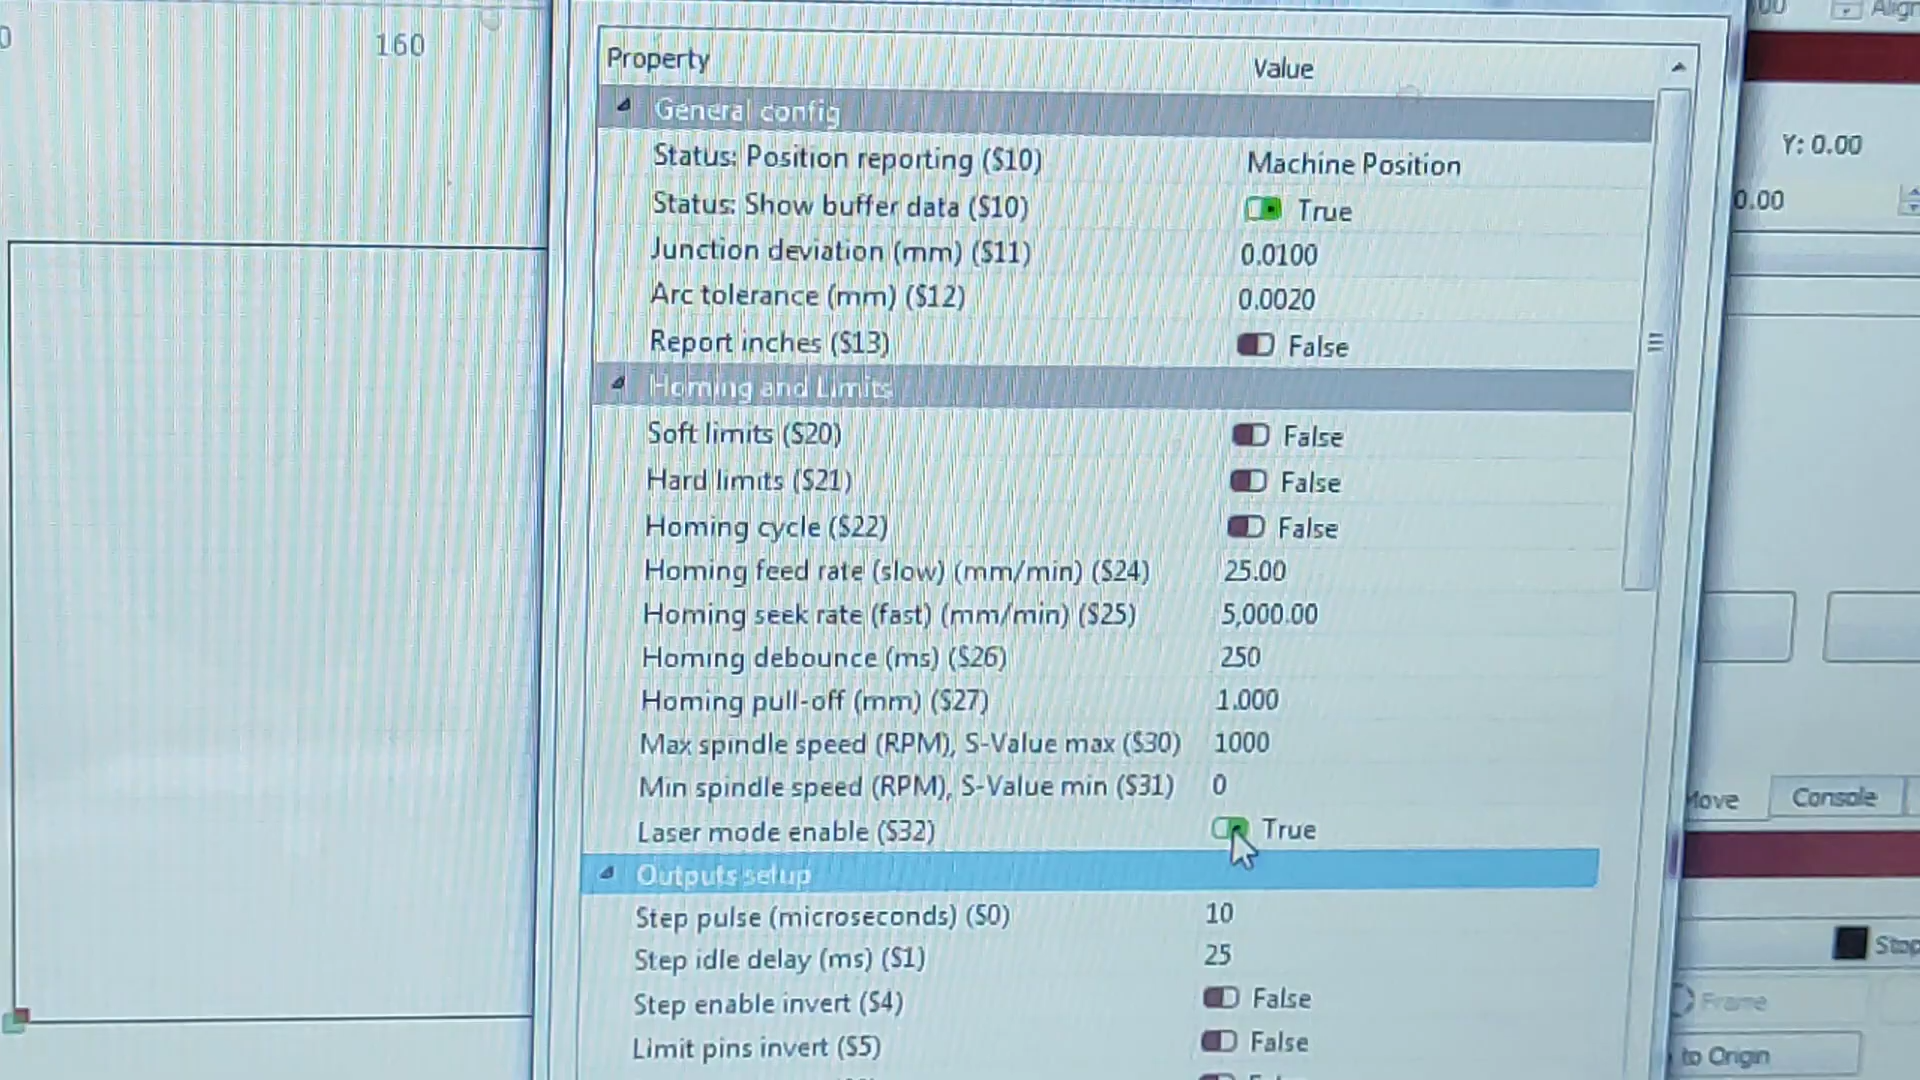 160
Property Value
General config
Status: Position reporting ($10) Machine Position
Status: Show buffer data ($10) True
Junction deviation (mm) ($11) 0.0100
Arc tolerance (mm) ($12) 0.0020
Report inches ($13) False
Homing and Limits
Soft limits ($20) False
Hard limits ($21) False
Homing cycle ($22) False
Homing feed rate (slow) (mm/min) ($24) 25.00
Homing seek rate (fast) (mm/min) ($25) 5,000.00
Homing debounce (ms) ($26) 250
Homing pull-off (mm) ($27) 1.000
Max spindle speed (RPM), S-Value max ($30) 1000
Min spindle speed (RPM), S-Value min ($31) 0
Laser mode enable ($32) True
Outputs setup
Step pulse (microseconds) ($0) 10
Step idle delay (ms) ($1) 25
Step enable invert ($4) False
Limit pins invert ($5) False
Y: 0.00
0.00
Console
Frame
to Origin